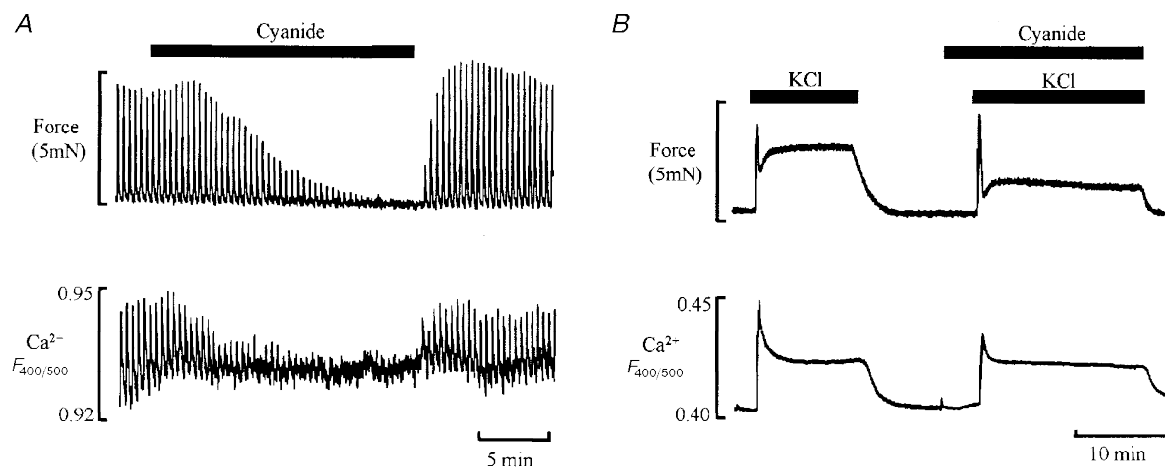 A
Cyanide
Force
(5mN)
0.95
Ca²⁻
F400/500
0.92
5 min
B
Cyanide
KCl
KCl
Force
(5mN)
0.45
Ca²⁺
F400/500
0.40
10 min